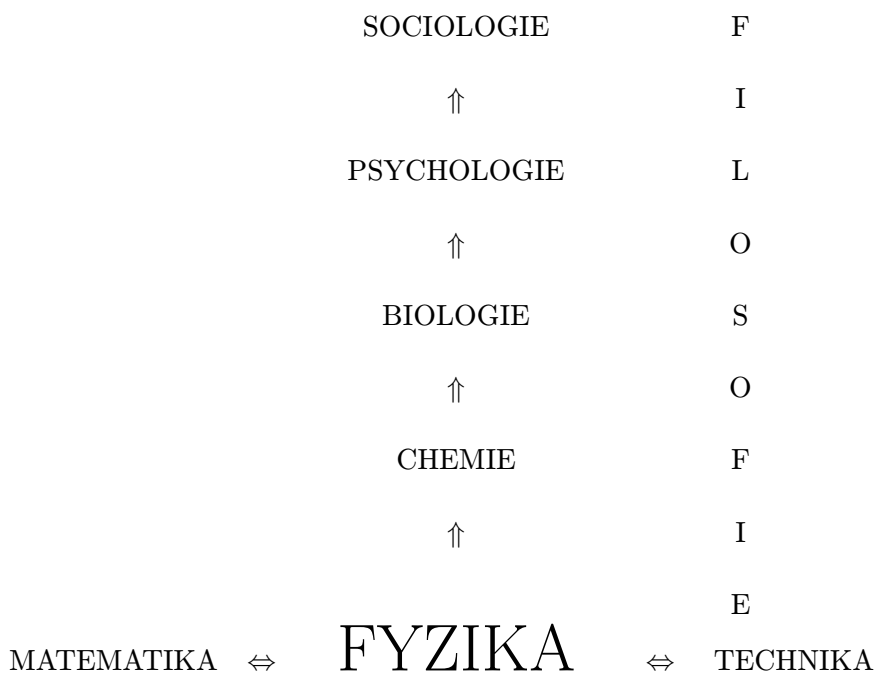 SOCIOLOGIE F
⇑ I
PSYCHOLOGIE L
⇑ O
BIOLOGIE S
⇑ O
CHEMIE F
⇑ I
E
MATEMATIKA ⇔ FYZIKA ⇔ TECHNIKA